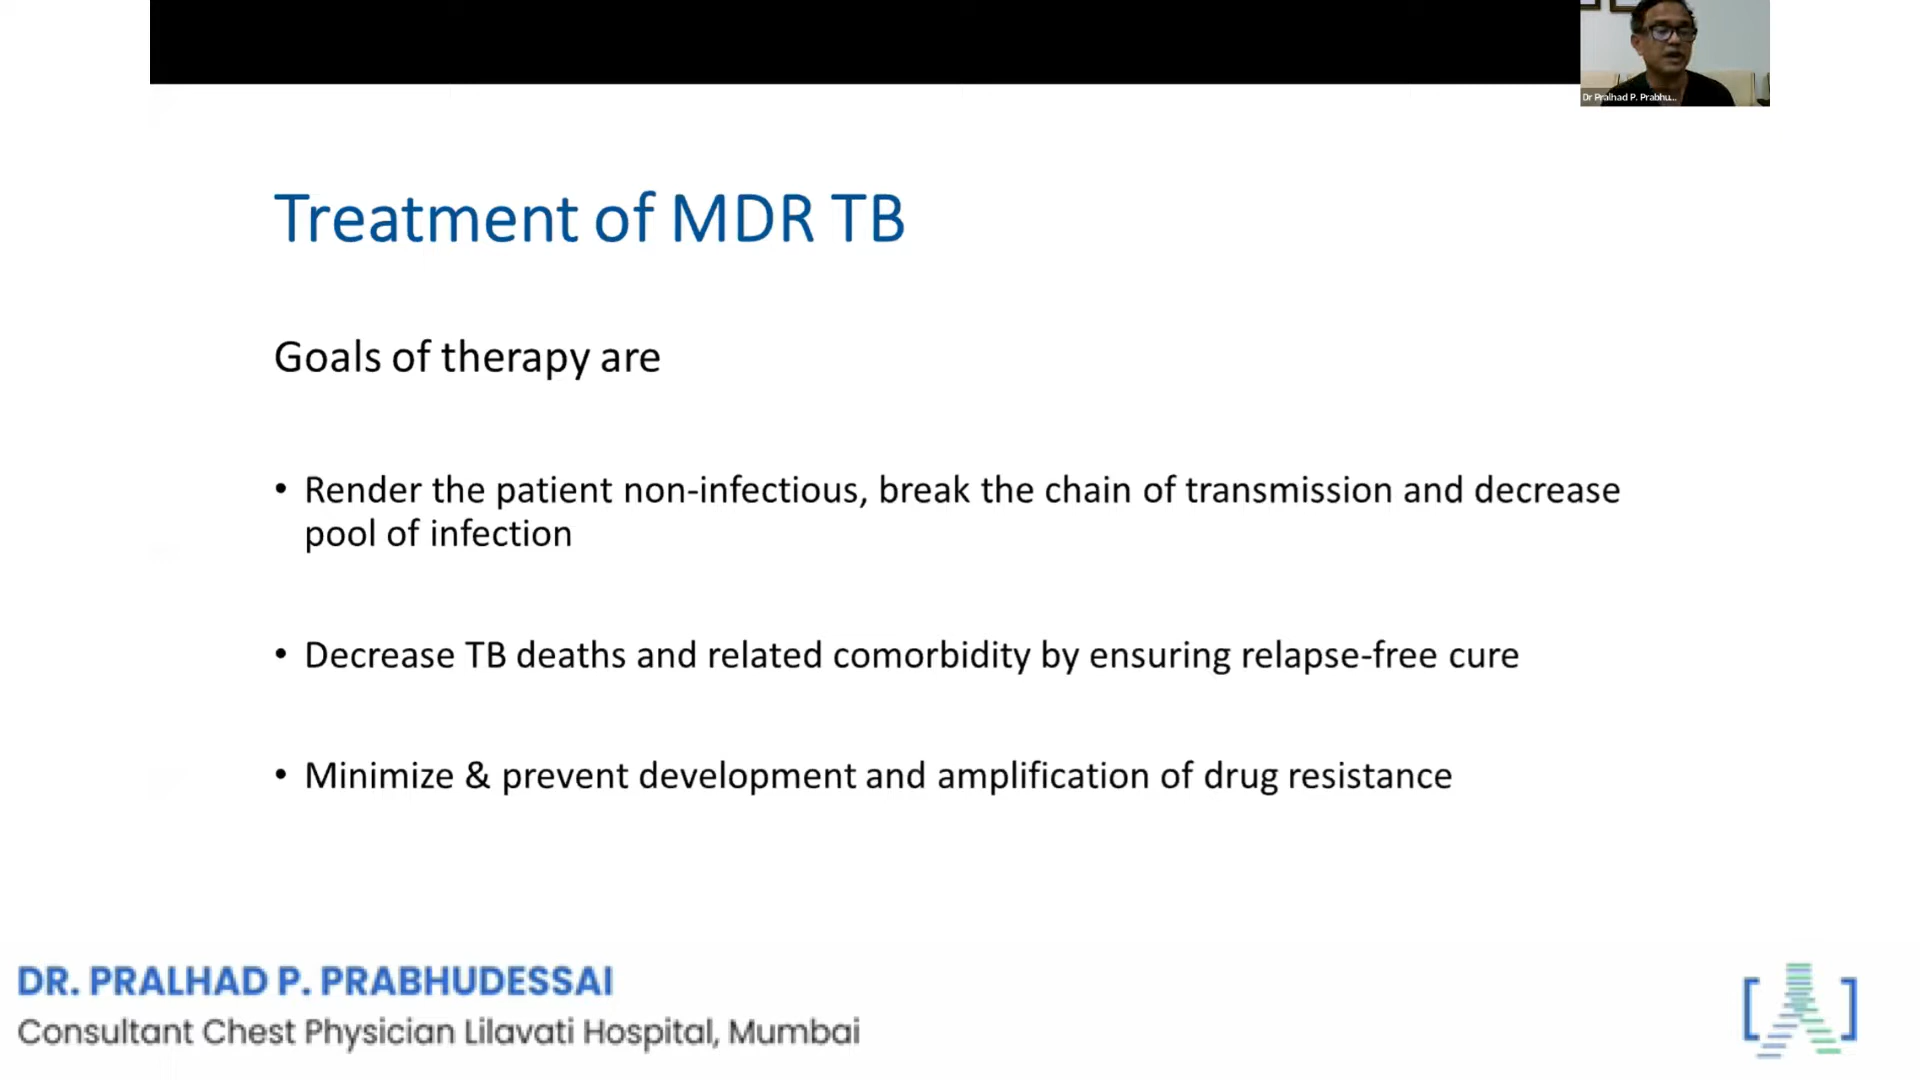 Dr Pralhad P. Prabhu...
Treatment of MDR TB
Goals of therapy are
• Render the patient non-infectious, break the chain of transmission and decrease
pool of infection
• Decrease TB deaths and related comorbidity by ensuring relapse-free cure
• Minimize & prevent development and amplification of drug resistance
DR. PRALHAD P. PRABHUDESSAI
Consultant Chest Physician Lilavati Hospital, Mumbai